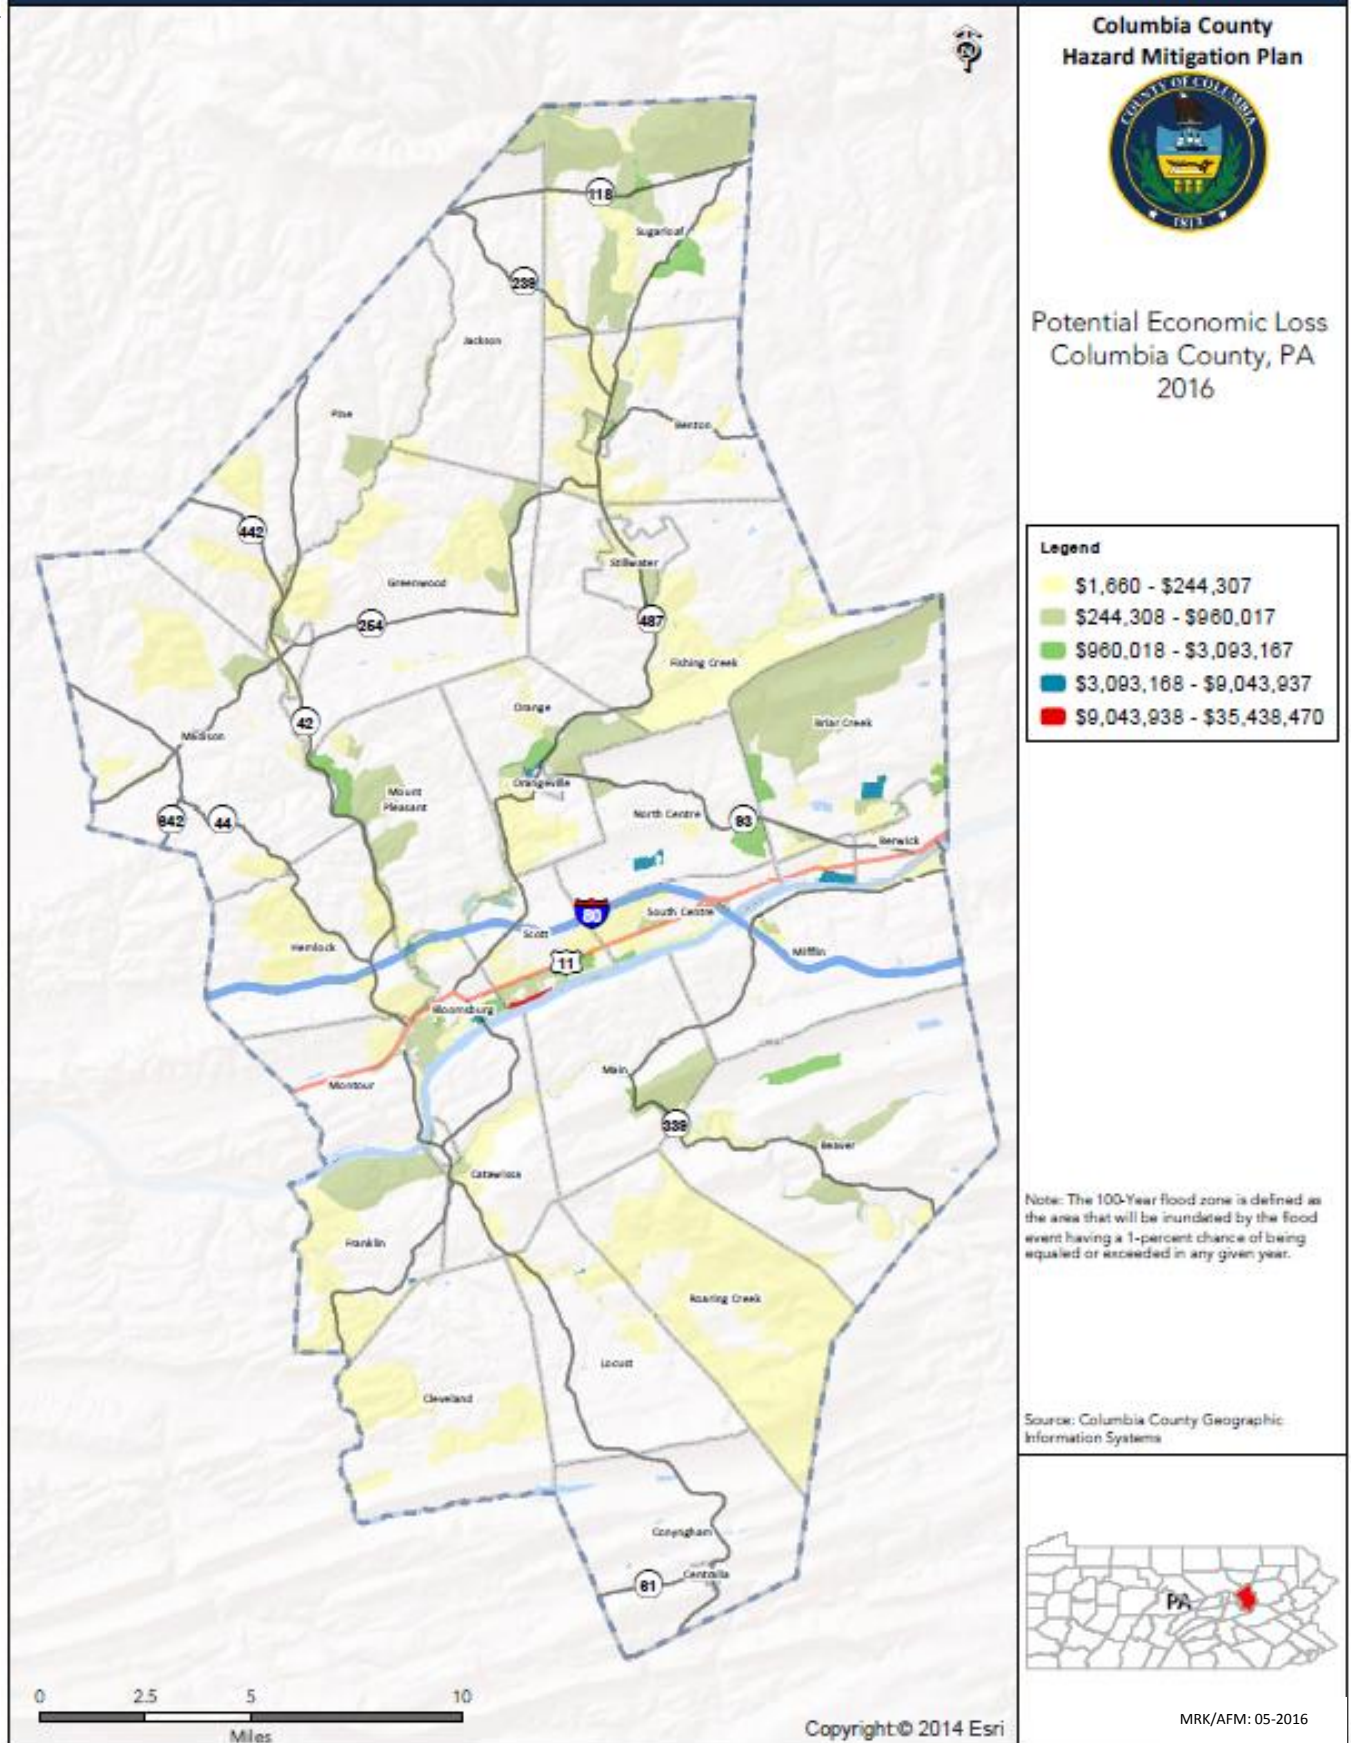 Columbia County
Hazard Mitigation Plan
COUNTY OF COLUMBIA
1813
Potential Economic Loss
Columbia County, PA
2016
Legend
$1,660 - $244,307
$244,308 - $960,017
$960,018 - $3,093,167
$3,093,168 - $9,043,937
$9,043,938 - $35,438,470
Note: The 100-Year flood zone is defined as
the area that will be inundated by the flood
event having a 1-percent chance of being
equaled or exceeded in any given year.
Source: Columbia County Geographic
Information Systems
PA
MRK/AFM: 05-2016
118
Sugarloaf
239
Jackson
Pine
Benton
442
Stillwater
Greenwood
254
487
Fishing Creek
Orange
42
Briar Creek
Madison
Orangeville
Mount
Pleasant
North Centre
93
642
44
Berwick
80
South Centre
Scott
Hemlock
Mifflin
11
Bloomsburg
Main
Montour
339
Beaver
Catawissa
Franklin
Roaring Creek
Locust
Cleveland
Conyngham
Centralia
61
0
2.5
5
10
Miles
Copyright:© 2014 Esri